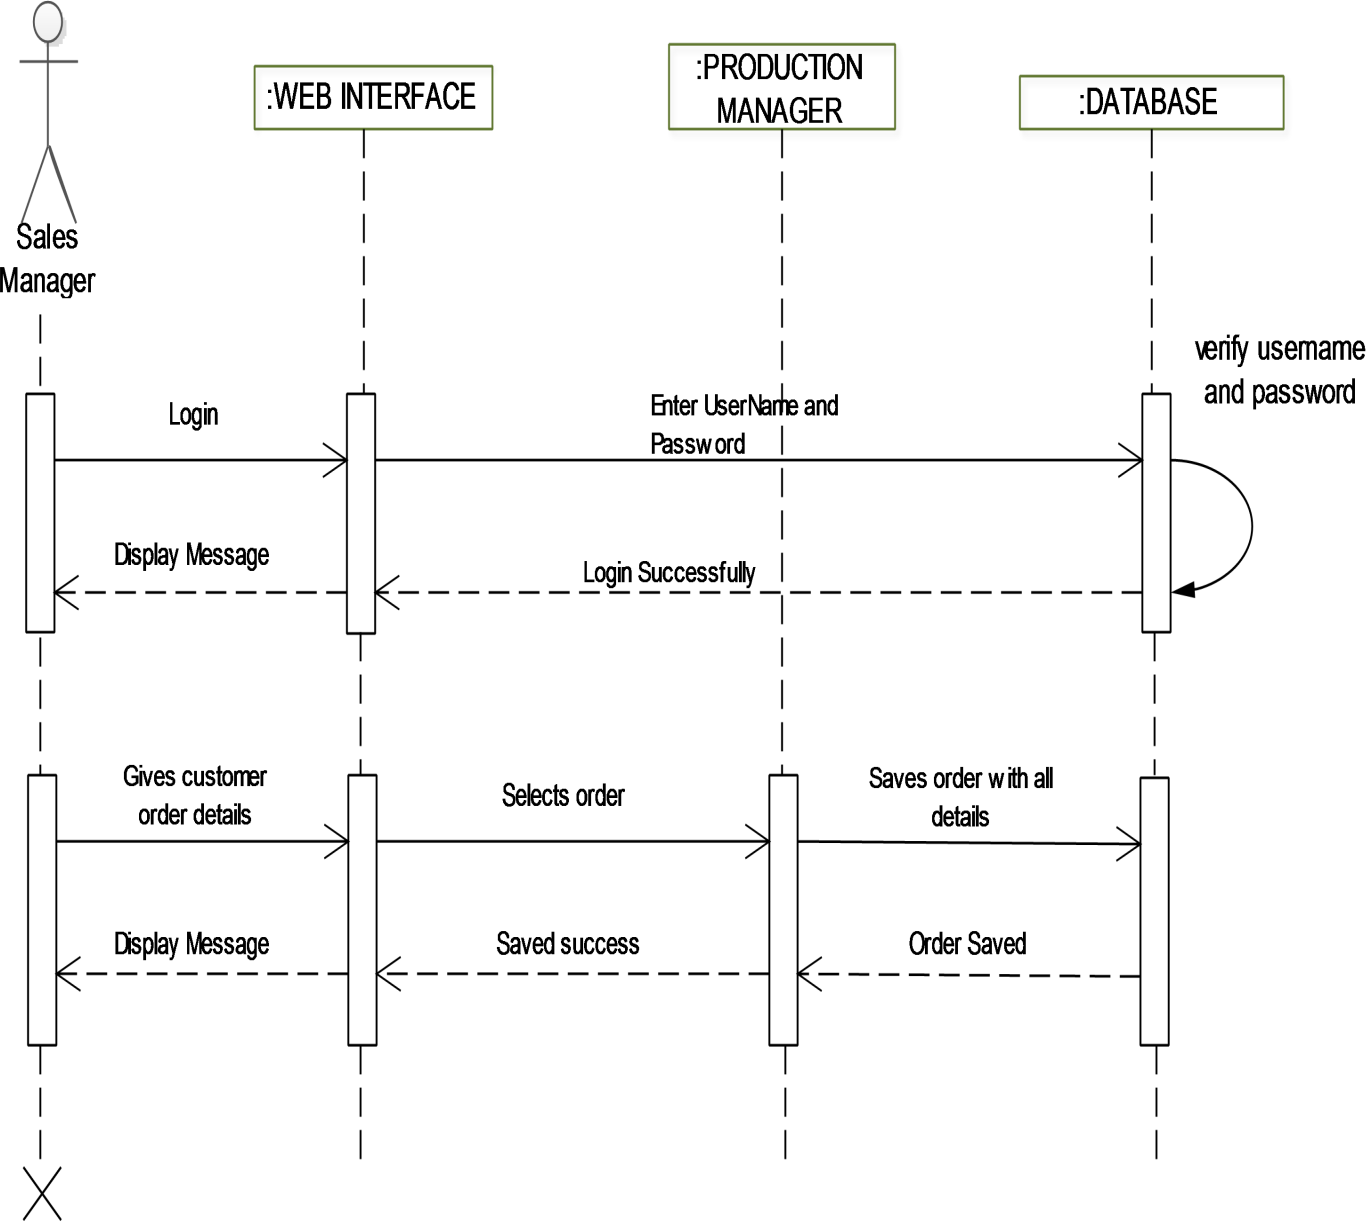 :WEB INTERFACE
:PRODUCTION
MANAGER
:DATABASE
Sales
Manager
verify username
and password
Login
Enter UserName and
Password
Display Message
Login Successfully
Gives customer
order details
Selects order
Saves order with all
details
Display Message
Saved success
Order Saved